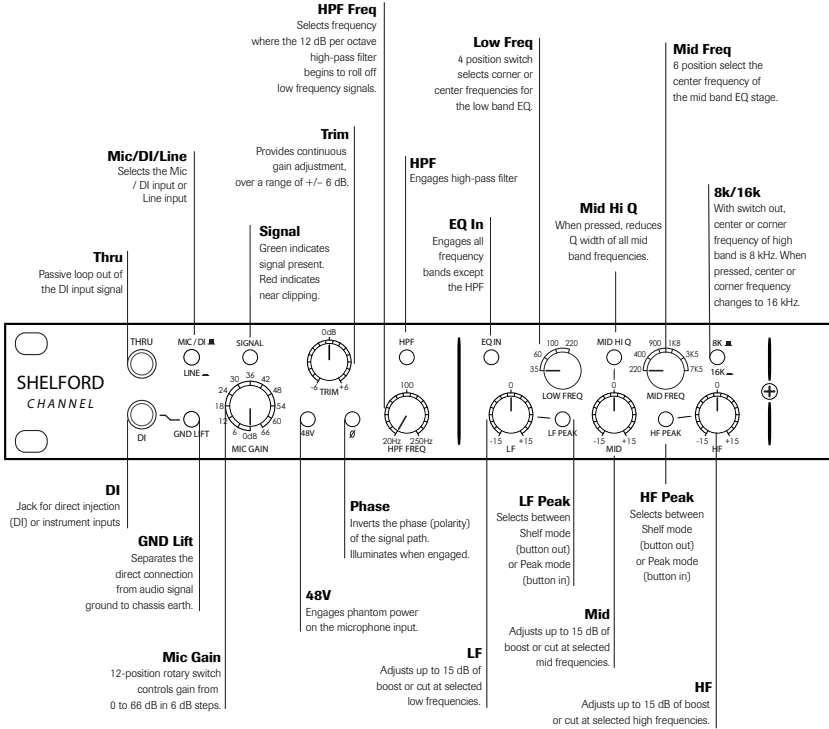 HPF Freq
Selects frequency
where the 12 dB per octave
high-pass filter
begins to roll off
low frequency signals.
Low Freq
4 position switch
selects corner or
center frequencies for
the low band EQ.
Mid Freq
6 position select the
center frequency of
the mid band EQ stage.
Trim
Provides continuous
gain adjustment,
over a range of +/– 6 dB.
Mic/DI/Line
Selects the Mic
/ DI input or
Line input
HPF
Engages high-pass filter
8k/16k
With switch out,
center or corner
frequency of high
band is 8 kHz. When
pressed, center or
corner frequency
changes to 16 kHz.
Mid Hi Q
When pressed, reduces
Q width of all mid
band frequencies.
EQ In
Engages all
frequency
bands except
the HPF
Signal
Green indicates
signal present.
Red indicates
near clipping.
Thru
Passive loop out of
the DI input signal
SHELFORD
CHANNEL
THRU
DI
MIC / DI
LINE
GND LIFT
SIGNAL
0dB 6 12 18 24 30 36 42 48 54 60 66
MIC GAIN
0dB
-6 +6
TRIM
48V
Ø
HPF
100
20Hz 250Hz
HPF FREQ
EQ IN
35 60 100 220
LOW FREQ
0
-15 +15
LF
LF PEAK
MID HI Q
0
-15 +15
MID
220 400 900 1K8 3K5 7K5
MID FREQ
HF PEAK
8K
16K
0
-15 +15
HF
DI
Jack for direct injection
(DI) or instrument inputs
GND Lift
Separates the
direct connection
from audio signal
ground to chassis earth.
Mic Gain
12-position rotary switch
controls gain from
0 to 66 dB in 6 dB steps.
Phase
Inverts the phase (polarity)
of the signal path.
Illuminates when engaged.
48V
Engages phantom power
on the microphone input.
LF
Adjusts up to 15 dB of
boost or cut at selected
low frequencies.
LF Peak
Selects between
Shelf mode
(button out)
or Peak mode
(button in)
Mid
Adjusts up to 15 dB of
boost or cut at selected
mid frequencies.
HF Peak
Selects between
Shelf mode
(button out)
or Peak mode
(button in)
HF
Adjusts up to 15 dB of boost
or cut at selected high frequencies.